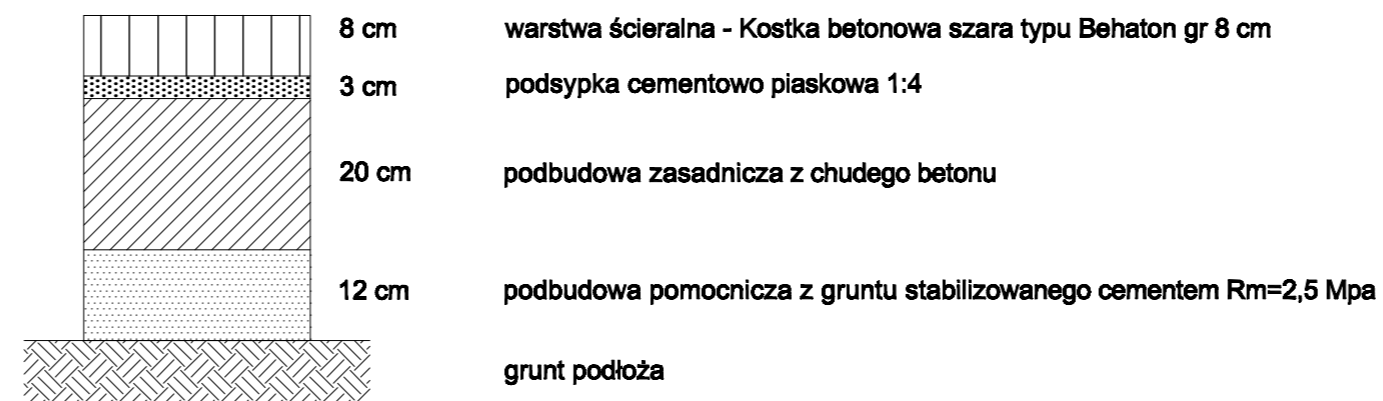 8 cm warstwa ścieralna - Kostka betonowa szara typu Behaton gr 8 cm
3 cm podsypka cementowo piaskowa 1:4
20 cm podbudowa zasadnicza z chudego betonu
12 cm podbudowa pomocnicza z gruntu stabilizowanego cementem Rm=2,5 Mpa
grunt podłoża